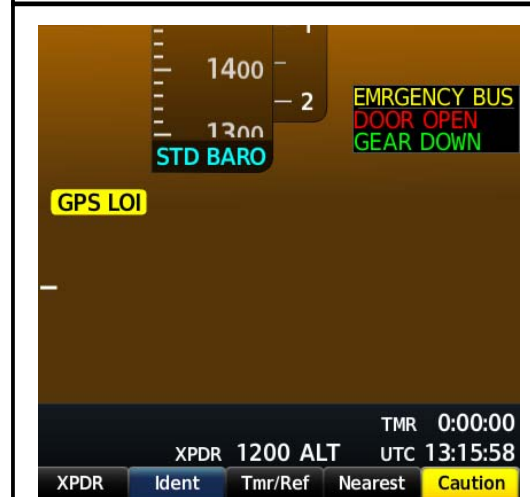 1400
2
EMRGENCY BUS
DOOR OPEN
1300
GEAR DOWN
STD BARO
GPS LOI
TMR 0:00:00
XPDR 1200 ALT UTC 13:15:58
XPDR Ident Tmr/Ref Nearest Caution